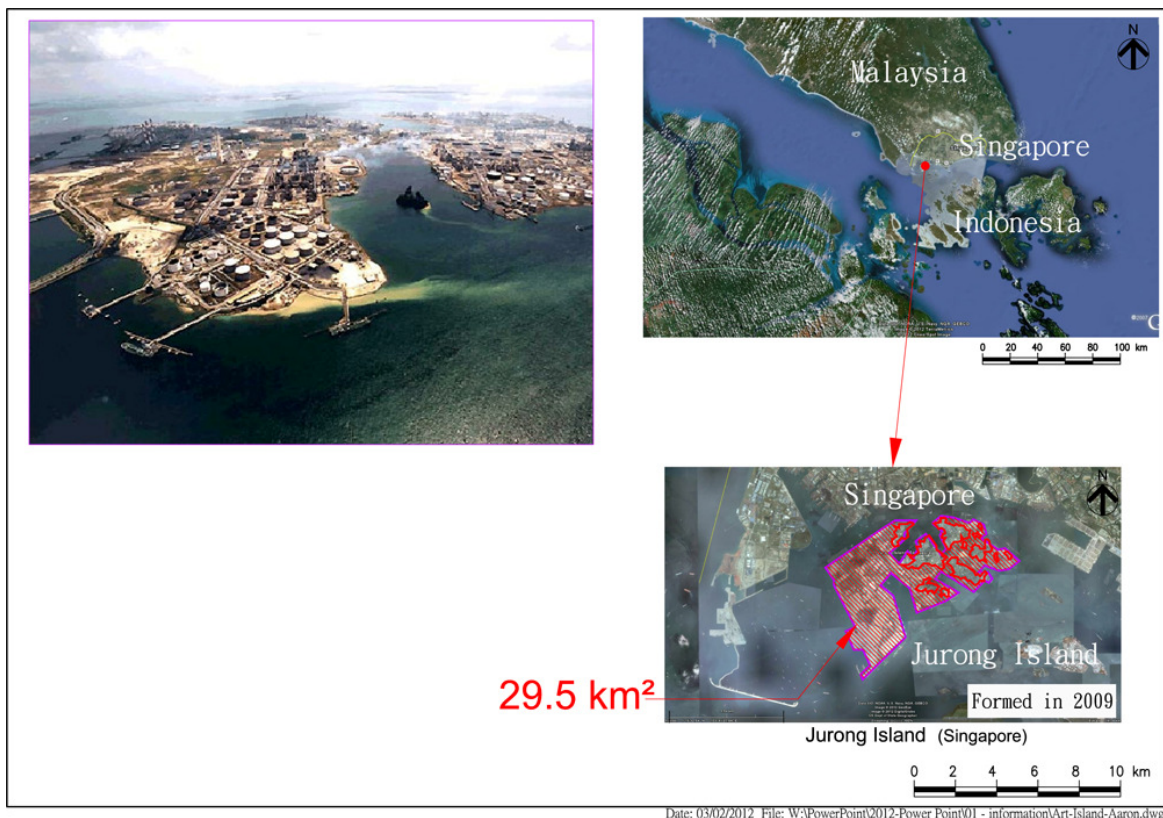 N
Malaysia
Singapore
Indonesia
0 20 40 60 80 100 km
N
Singapore
Jurong Island
29.5 km²
Formed in 2009
Jurong Island (Singapore)
0 2 4 6 8 10 km
Date: 03/02/2012 File: W:\PowerPoint\2012-Power Point\01 - information\Art-Island-Aaron.dwg